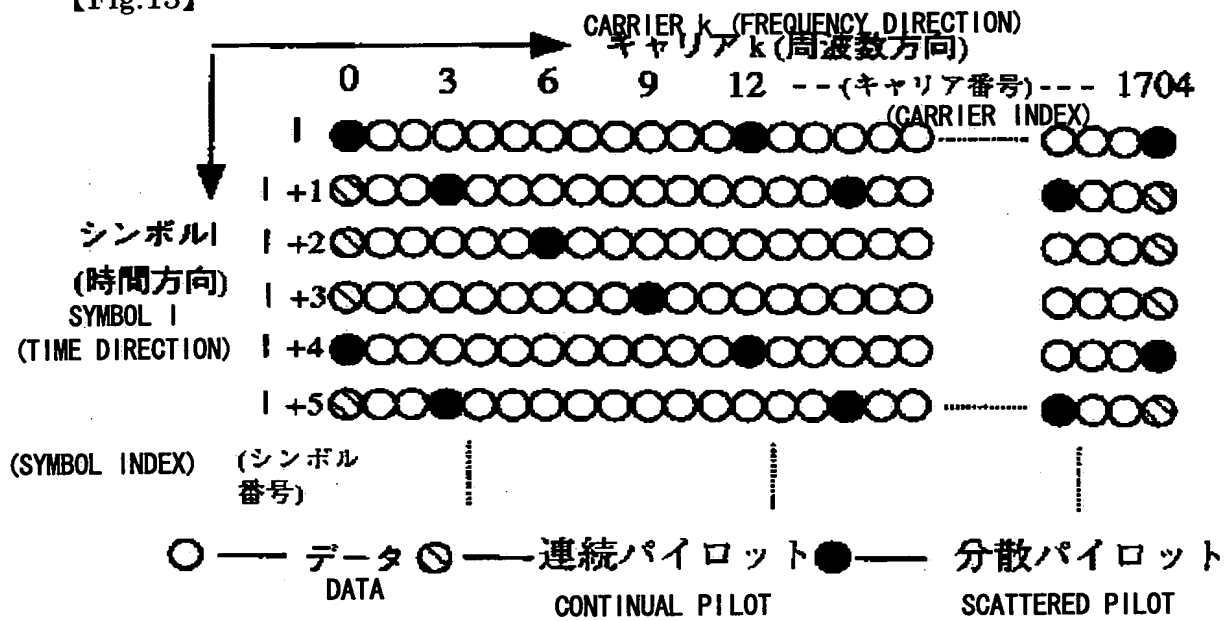 【Fig.13】
CARRIER k (FREQUENCY DIRECTION)
キャリア k (周波数方向)
0 3 6 9 12 --(キャリア番号)--- 1704
(CARRIER INDEX)
l
l +1
シンボルl
l +2
(時間方向)
l +3
SYMBOL l
(TIME DIRECTION)
l +4
l +5
(SYMBOL INDEX)
(シンボル
番号)
データ
DATA
連続パイロット
CONTINUAL PILOT
分散パイロット
SCATTERED PILOT